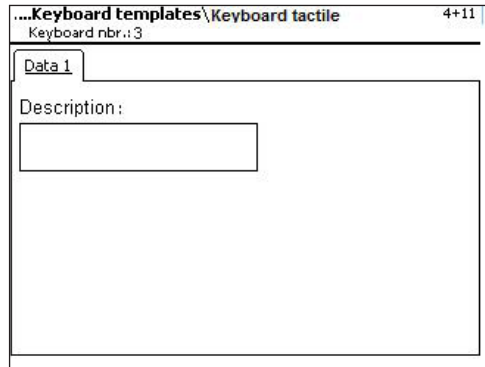 ....Keyboard templates\Keyboard tactile 4+11
Keyboard nbr.:3
Data 1
Description: